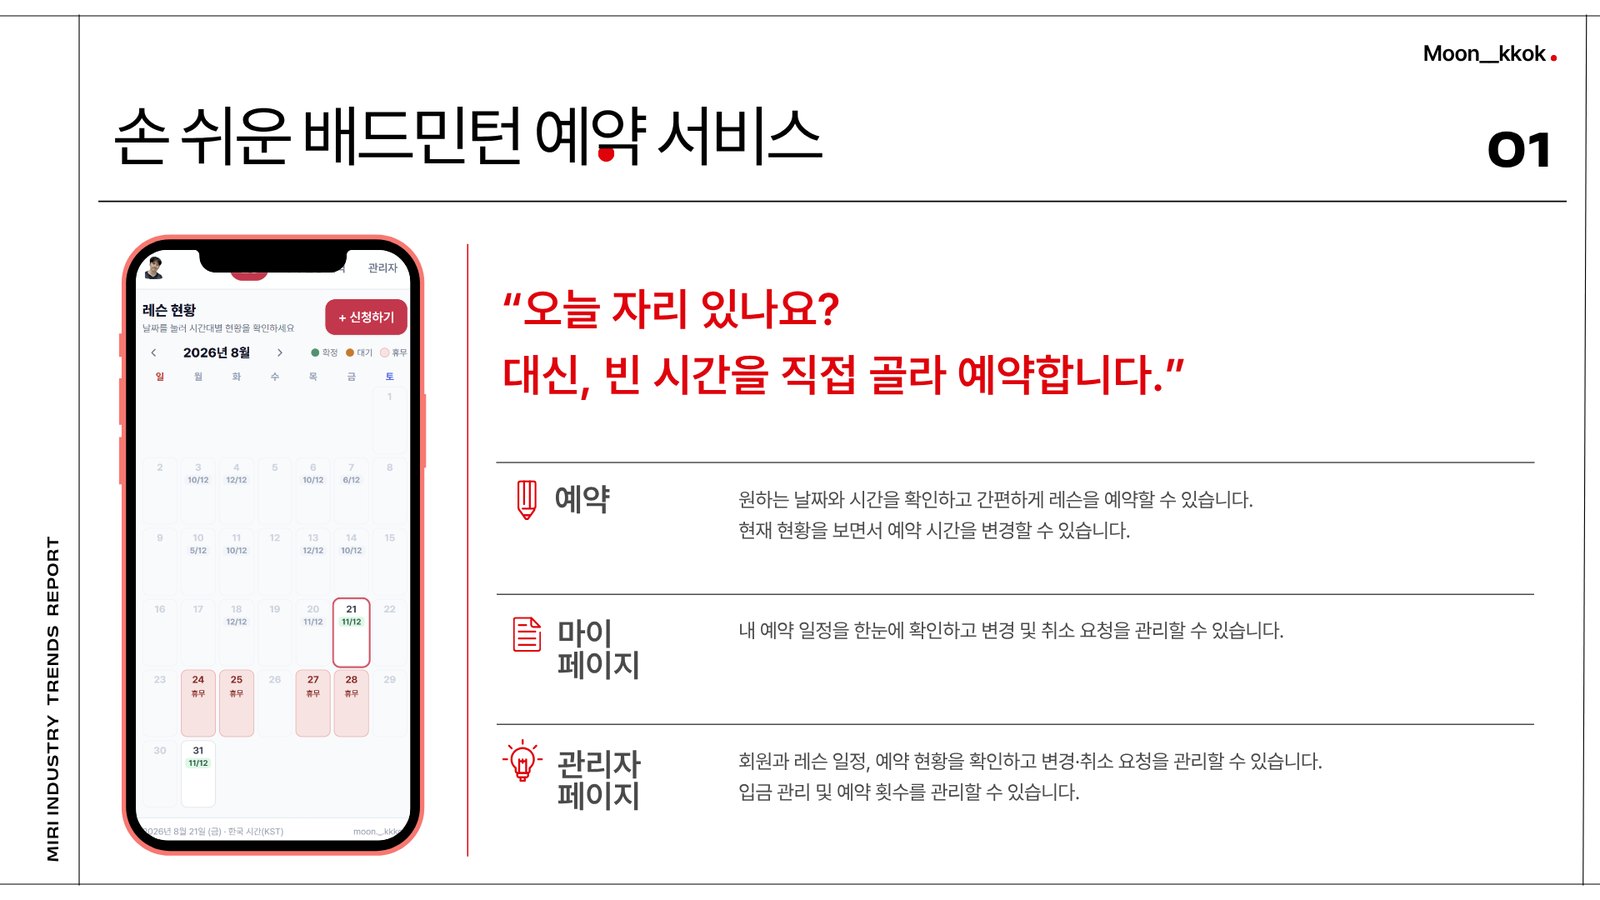 Moon__kkok.
손 쉬운 배드민턴 예약 서비스
01
관리자
레슨 현황
날짜를 눌러 시간대별 현황을 확인하세요
+ 신청하기
2026년 8월
확정 대기 휴무
일 월 화 수 목 금 토
1
2 3 4 5 6 7 8
10/12 12/12 10/12 6/12
9 10 11 12 13 14 15
5/12 10/12 12/12 10/12
16 17 18 19 20 21 22
12/12 11/12 11/12
23 24 25 26 27 28 29
휴무 휴무 휴무 휴무
30 31
11/12
2026년 8월 21일 (금) · 한국 시간(KST)
“오늘 자리 있나요?
대신, 빈 시간을 직접 골라 예약합니다.”
예약
원하는 날짜와 시간을 확인하고 간편하게 레슨을 예약할 수 있습니다.
현재 현황을 보면서 예약 시간을 변경할 수 있습니다.
마이
페이지
내 예약 일정을 한눈에 확인하고 변경 및 취소 요청을 관리할 수 있습니다.
관리자
페이지
회원과 레슨 일정, 예약 현황을 확인하고 변경·취소 요청을 관리할 수 있습니다.
입금 관리 및 예약 횟수를 관리할 수 있습니다.
MIRI INDUSTRY TRENDS REPORT